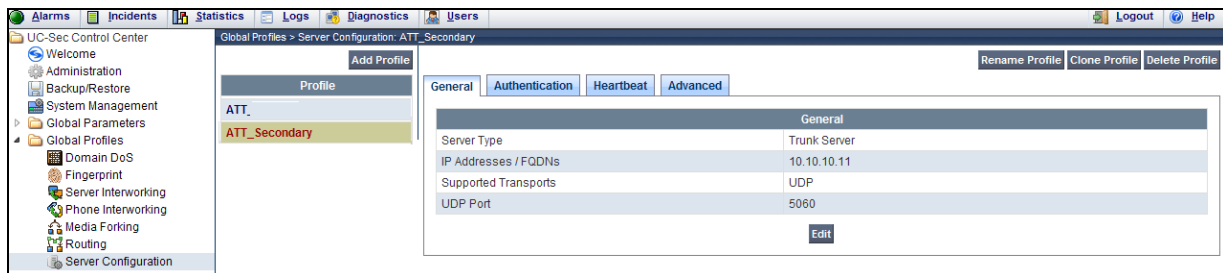 Alarms Incidents Statistics Logs Diagnostics Users Logout Help
UC-Sec Control Center
Welcome
Administration
Backup/Restore
System Management
Global Parameters
Global Profiles
Domain DoS
Fingerprint
Server Interworking
Phone Interworking
Media Forking
Routing
Server Configuration
Global Profiles > Server Configuration: ATT_Secondary
Add Profile
Profile
ATT_
ATT_Secondary
Rename Profile Clone Profile Delete Profile
General Authentication Heartbeat Advanced
General
Server Type Trunk Server
IP Addresses / FQDNs 10.10.10.11
Supported Transports UDP
UDP Port 5060
Edit